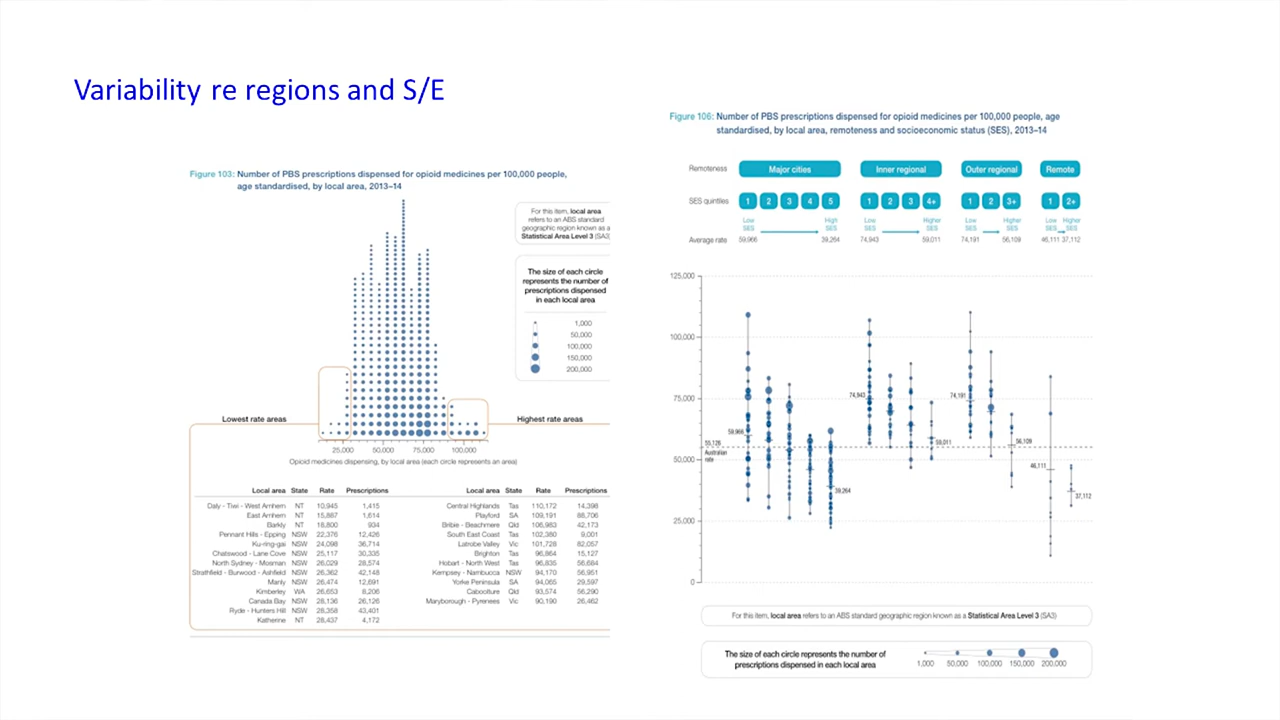 Variability re regions and S/E
Figure 103: Number of PBS prescriptions dispensed for opioid medicines per 100,000 people,
age standardised, by local area, 2013–14
For this item, local area
refers to an ABS standard
geographic region known as a
Statistical Area Level 3 (SA3)
The size of each circle
represents the number of
prescriptions dispensed
in each local area
1,000
50,000
100,000
150,000
200,000
Lowest rate areas
Highest rate areas
25,000 50,000 75,000 100,000
Opioid medicines dispensing, by local area (each circle represents an area)
Local area State Rate Prescriptions
Daly - Tiwi - West Arnhem NT 10,945 1,415
East Arnhem NT 15,887 1,614
Barkly NT 18,800 934
Pennant Hills - Epping NSW 22,376 12,426
Ku-ring-gai NSW 24,098 36,714
Chatswood - Lane Cove NSW 25,117 30,335
North Sydney - Mosman NSW 26,029 28,574
Strathfield - Burwood - Ashfield NSW 26,362 42,148
Manly NSW 26,474 12,691
Kimberley WA 26,653 8,206
Canada Bay NSW 28,136 26,126
Ryde - Hunters Hill NSW 28,358 43,401
Katherine NT 28,437 4,172
Local area State Rate Prescriptions
Central Highlands Tas 110,172 14,398
Playford SA 109,191 88,706
Bribie - Beachmere Qld 106,983 42,173
South East Coast Tas 102,380 9,001
Latrobe Valley Vic 101,728 82,057
Brighton Tas 96,864 15,127
Hobart - North West Tas 96,835 56,684
Kempsey - Nambucca NSW 94,170 56,951
Yorke Peninsula SA 94,065 29,597
Caboolture Qld 93,574 56,290
Maryborough - Pyrenees Vic 90,190 26,462
Figure 106: Number of PBS prescriptions dispensed for opioid medicines per 100,000 people, age
standardised, by local area, remoteness and socioeconomic status (SES), 2013–14
Remoteness Major cities Inner regional Outer regional Remote
SES quintiles 1 2 3 4 5 1 2 3 4+ 1 2 3+ 1 2+
Low SES High SES Low SES Higher SES Low SES Higher SES Low SES Higher SES
Average rate 59,966 39,264 74,943 59,011 74,191 56,109 46,111 37,112
125,000
100,000
75,000
50,000
25,000
0
59,966
39,264
74,943
59,011
74,191
56,109
46,111
37,112
55,126
Australian
rate
For this item, local area refers to an ABS standard geographic region known as a Statistical Area Level 3 (SA3)
The size of each circle represents the number of
prescriptions dispensed in each local area
1,000 50,000 100,000 150,000 200,000